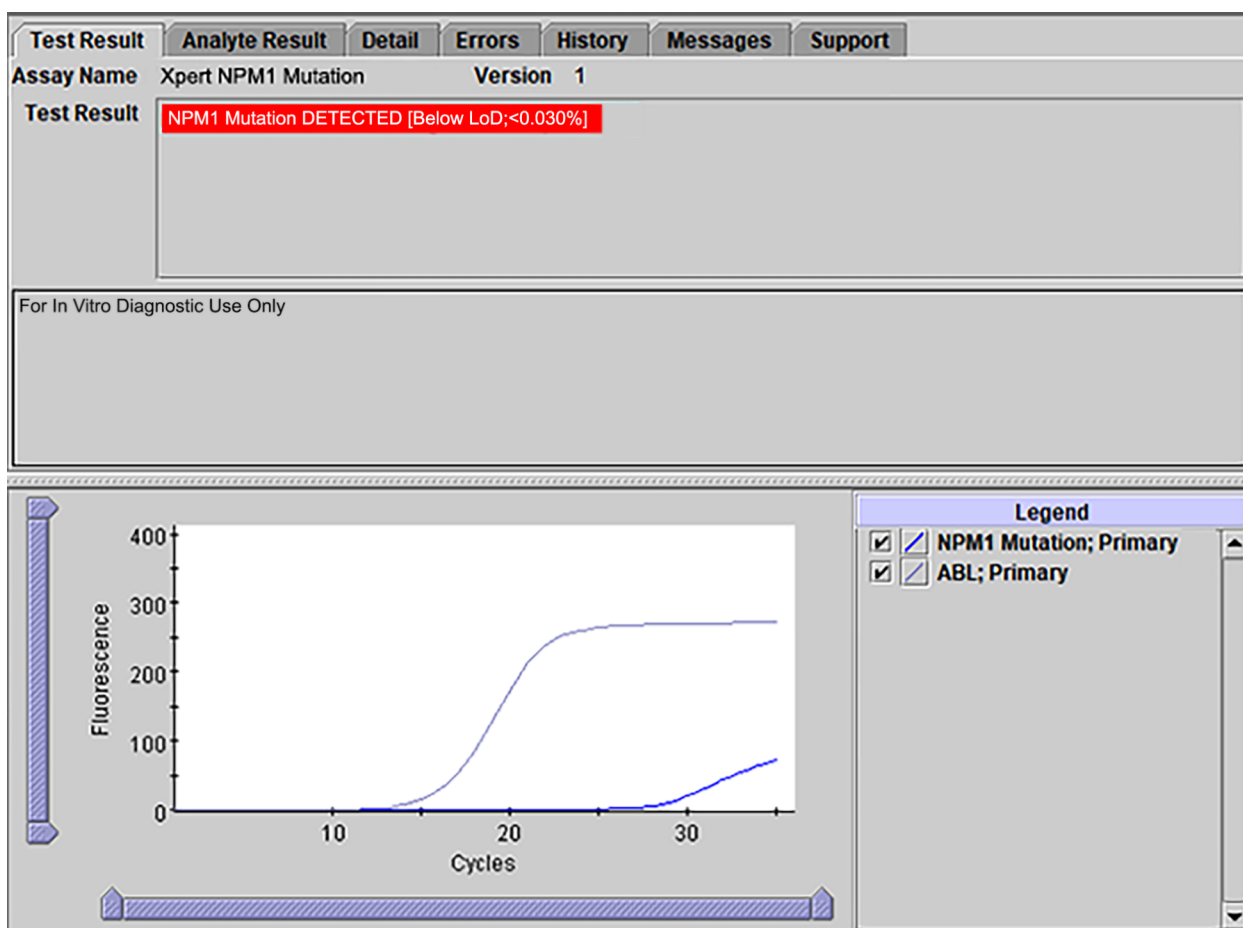 Test Result Analyte Result Detail Errors History Messages Support
Assay Name Xpert NPM1 Mutation Version 1
Test Result NPM1 Mutation DETECTED [Below LoD;<0.030%]
For In Vitro Diagnostic Use Only
400
300
200
100
0
Fluorescence
10 20 30
Cycles
Legend
NPM1 Mutation; Primary
ABL; Primary